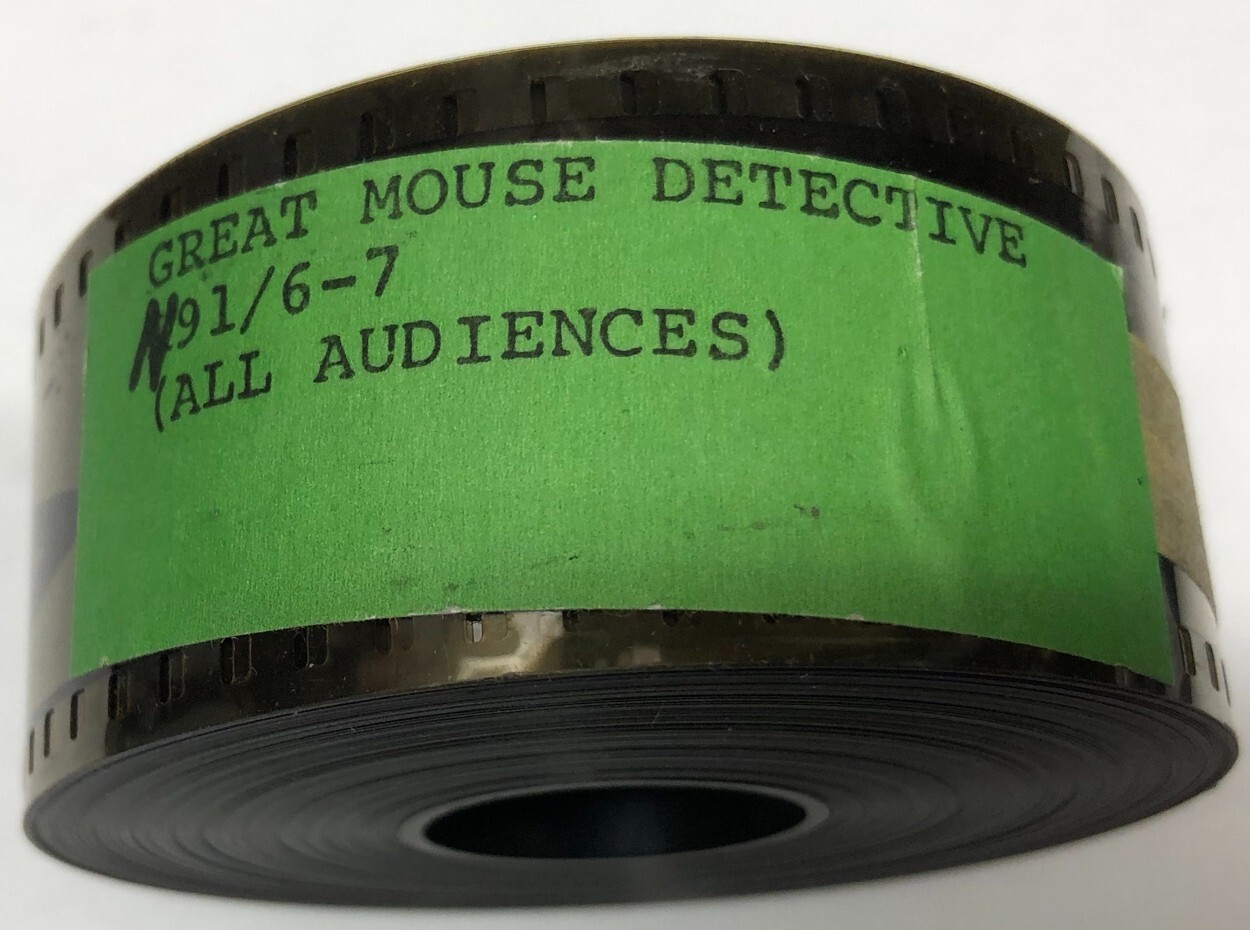 GREAT MOUSE DETECTIVE
N91/6-7
(ALL AUDIENCES)